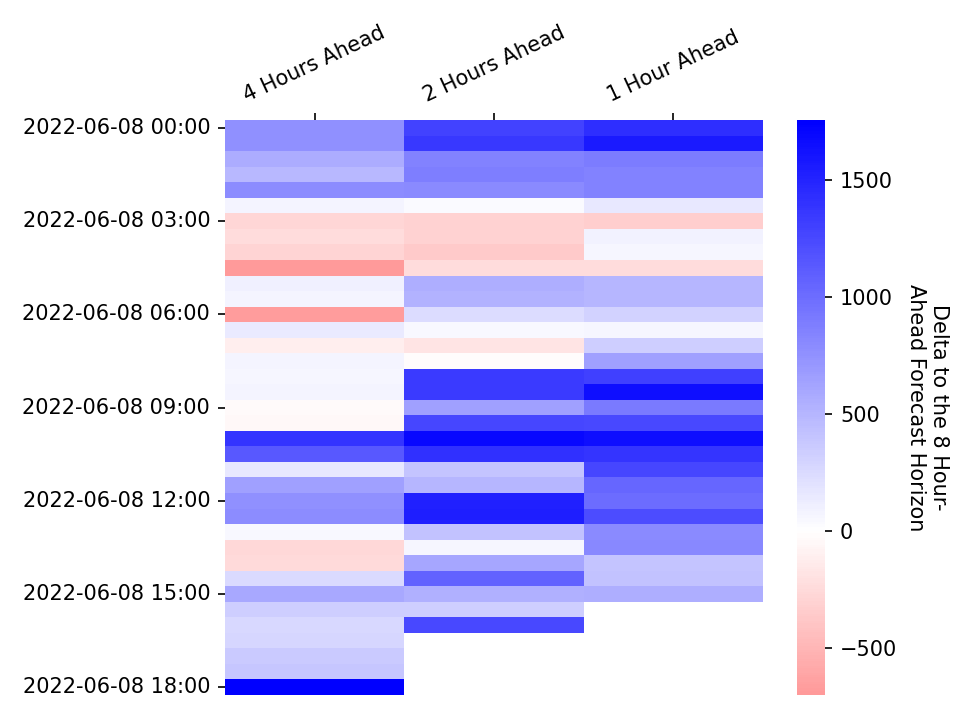 4 Hours Ahead
2 Hours Ahead
1 Hour Ahead
2022-06-08 00:00
2022-06-08 03:00
2022-06-08 06:00
2022-06-08 09:00
2022-06-08 12:00
2022-06-08 15:00
2022-06-08 18:00
1500
1000
500
0
−500
Delta to the 8 Hour-
Ahead Forecast Horizon